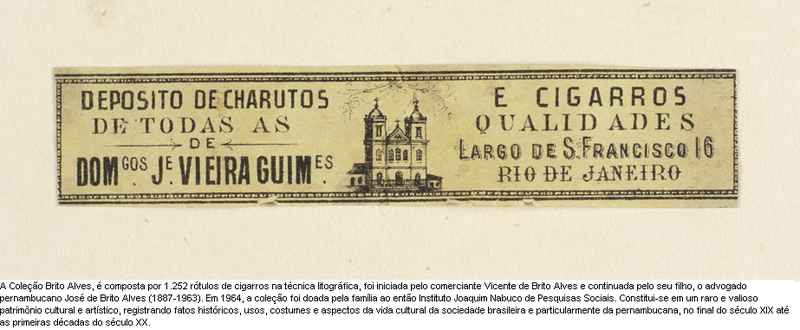 DEPOSITO DE CHARUTOS E CIGARROS
DE TODAS AS QUALIDADES
DE
DOM.GOS J.E VIEIRA GUIM.ES
LARGO DE S. FRANCISCO 16
RIO DE JANEIRO
A Coleção Brito Alves, é composta por 1.252 rótulos de cigarros na técnica litográfica, foi iniciada pelo comerciante Vicente de Brito Alves e continuada pelo seu filho, o advogado
pernambucano José de Brito Alves (1887-1963). Em 1964, a coleção foi doada pela família ao então Instituto Joaquim Nabuco de Pesquisas Sociais. Constitui-se em um raro e valioso
patrimônio cultural e artístico, registrando fatos históricos, usos, costumes e aspectos da vida cultural da sociedade brasileira e particularmente da pernambucana, no final do século XIX até
as primeiras décadas do século XX.